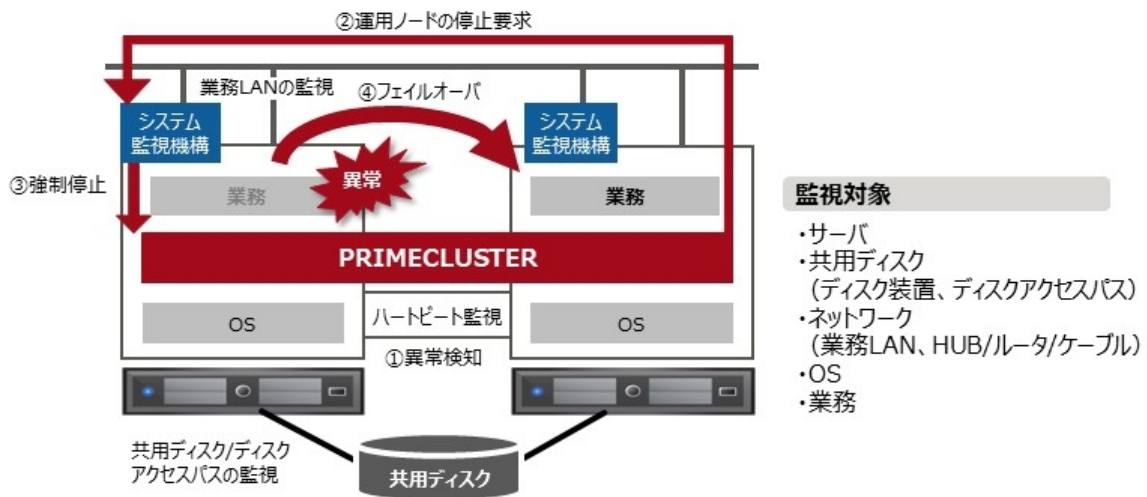 ②運用ノードの停止要求
業務LANの監視
④フェイルオーバ
システム
監視機構
システム
監視機構
③強制停止
異常
業務
業務
PRIMECLUSTER
OS
ハートビート監視
OS
①異常検知
共用ディスク/ディスク
アクセスパスの監視
共用ディスク
監視対象
・サーバ
・共用ディスク
(ディスク装置、ディスクアクセスパス)
・ネットワーク
(業務LAN、HUB/ルータ/ケーブル)
・OS
・業務